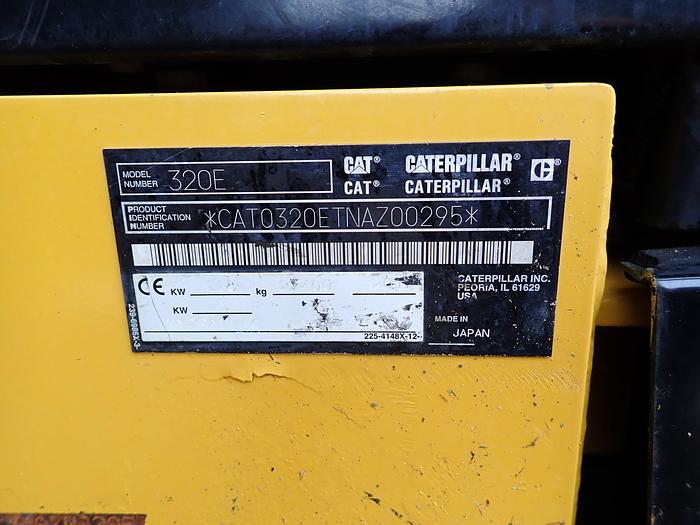 MODEL NUMBER 320E
CAT® CATERPILLAR® C®
CAT® CATERPILLAR®
PRODUCT IDENTIFICATION NUMBER *CAT0320ETNAZ00295*
CE KW kg
KW
CATERPILLAR INC.
PEORIA, IL 61629
USA
MADE IN
JAPAN
225-4148X-12-
239-5985X-3-